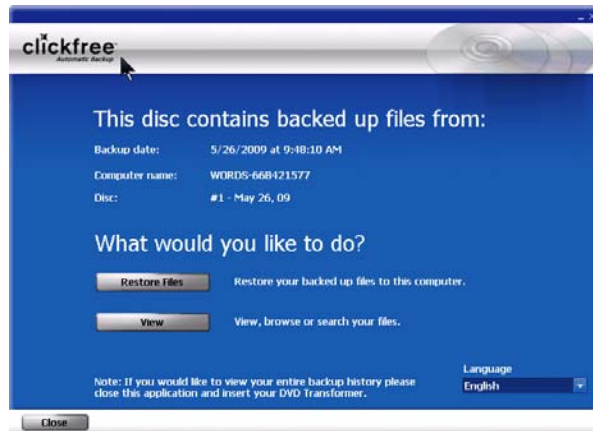 clickfree
Automatic Backup
This disc contains backed up files from:
Backup date: 5/26/2009 at 9:48:10 AM
Computer name: WORDS-668421577
Disc: #1 - May 26, 09
What would you like to do?
Restore Files Restore your backed up files to this computer.
View View, browse or search your files.
Language
Note: If you would like to view your entire backup history please
close this application and insert your DVD Transformer.
English
Close